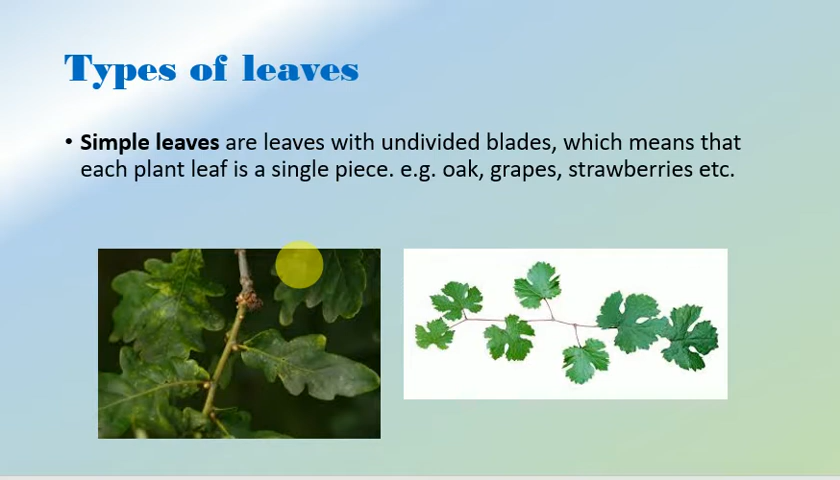 Types of leaves
• Simple leaves are leaves with undivided blades, which means that
each plant leaf is a single piece. e.g. oak, grapes, strawberries etc.